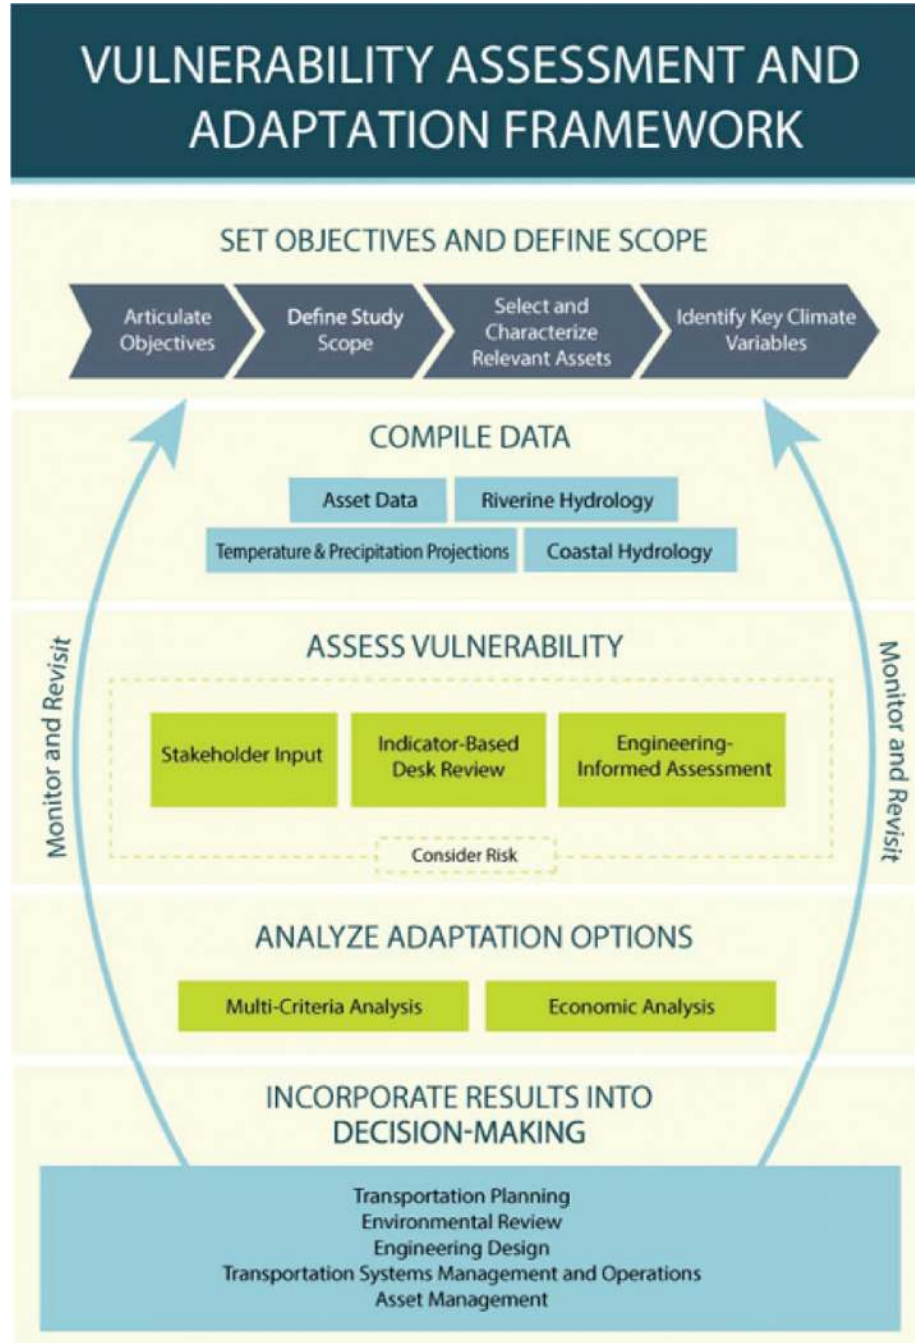 VULNERABILITY ASSESSMENT AND
ADAPTATION FRAMEWORK
SET OBJECTIVES AND DEFINE SCOPE
Articulate
Objectives
Define Study
Scope
Select and
Characterize
Relevant Assets
Identify Key Climate
Variables
COMPILE DATA
Asset Data
Riverine Hydrology
Temperature & Precipitation Projections
Coastal Hydrology
ASSESS VULNERABILITY
Stakeholder Input
Indicator-Based
Desk Review
Engineering-
Informed Assessment
Consider Risk
Monitor and Revisit
Monitor and Revisit
ANALYZE ADAPTATION OPTIONS
Multi-Criteria Analysis
Economic Analysis
INCORPORATE RESULTS INTO
DECISION-MAKING
Transportation Planning
Environmental Review
Engineering Design
Transportation Systems Management and Operations
Asset Management